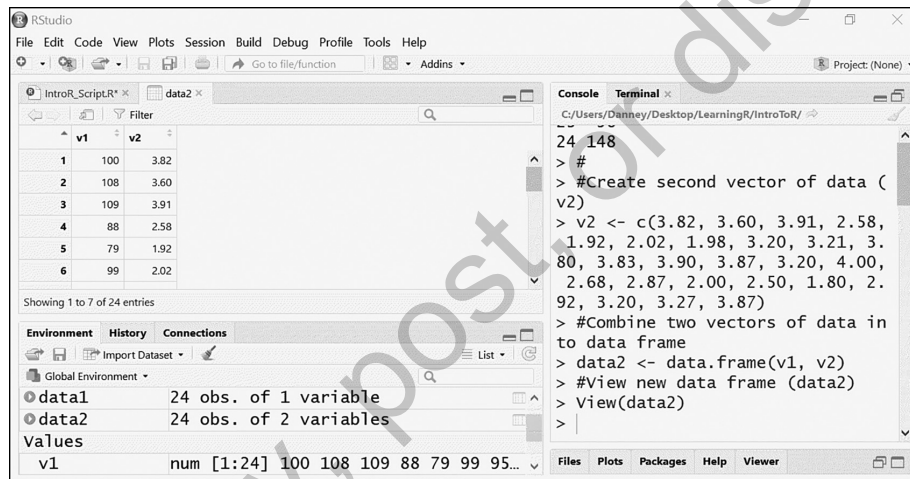 RStudio
File Edit Code View Plots Session Build Debug Profile Tools Help
Go to file/function Addins Project: (None)
IntroR_Script.R* data2
Filter
v1 v2
1 100 3.82
2 108 3.60
3 109 3.91
4 88 2.58
5 79 1.92
6 99 2.02
Showing 1 to 7 of 24 entries
Environment History Connections
Import Dataset List
Global Environment
data1 24 obs. of 1 variable
data2 24 obs. of 2 variables
Values
v1 num [1:24] 100 108 109 88 79 99 95...
Console Terminal
C:/Users/Danney/Desktop/LearningR/IntroToR/
24 148
> #
> #Create second vector of data (
v2)
> v2 <- c(3.82, 3.60, 3.91, 2.58,
1.92, 2.02, 1.98, 3.20, 3.21, 3.
80, 3.83, 3.90, 3.87, 3.20, 4.00,
2.68, 2.87, 2.00, 2.50, 1.80, 2.
92, 3.20, 3.27, 3.87)
> #Combine two vectors of data in
to data frame
> data2 <- data.frame(v1, v2)
> #View new data frame (data2)
> View(data2)
>
Files Plots Packages Help Viewer
y, post, or dis